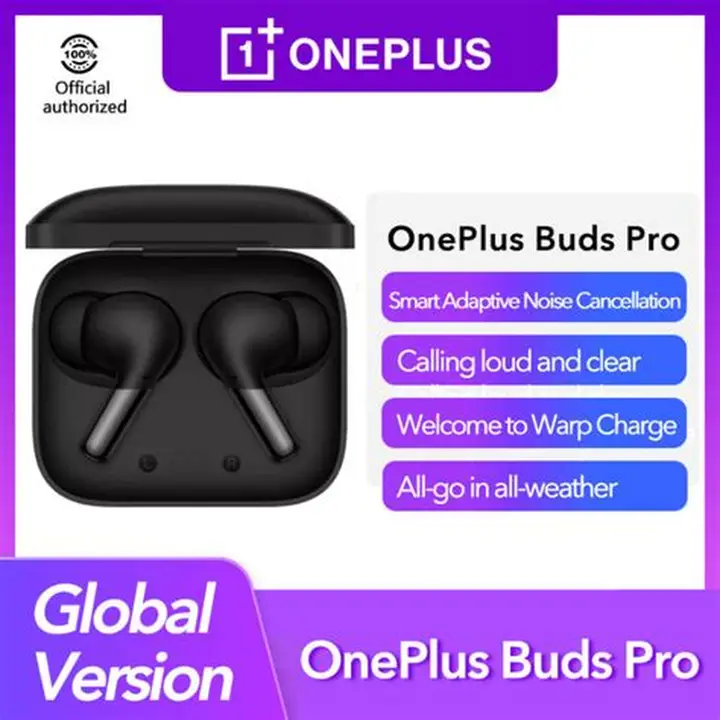 1+ ONEPLUS
100%
Official
authorized
OnePlus Buds Pro
Smart Adaptive Noise Cancellation
Calling loud and clear
Welcome to Warp Charge
All-go in all-weather
L
R
Global
Version
OnePlus Buds Pro